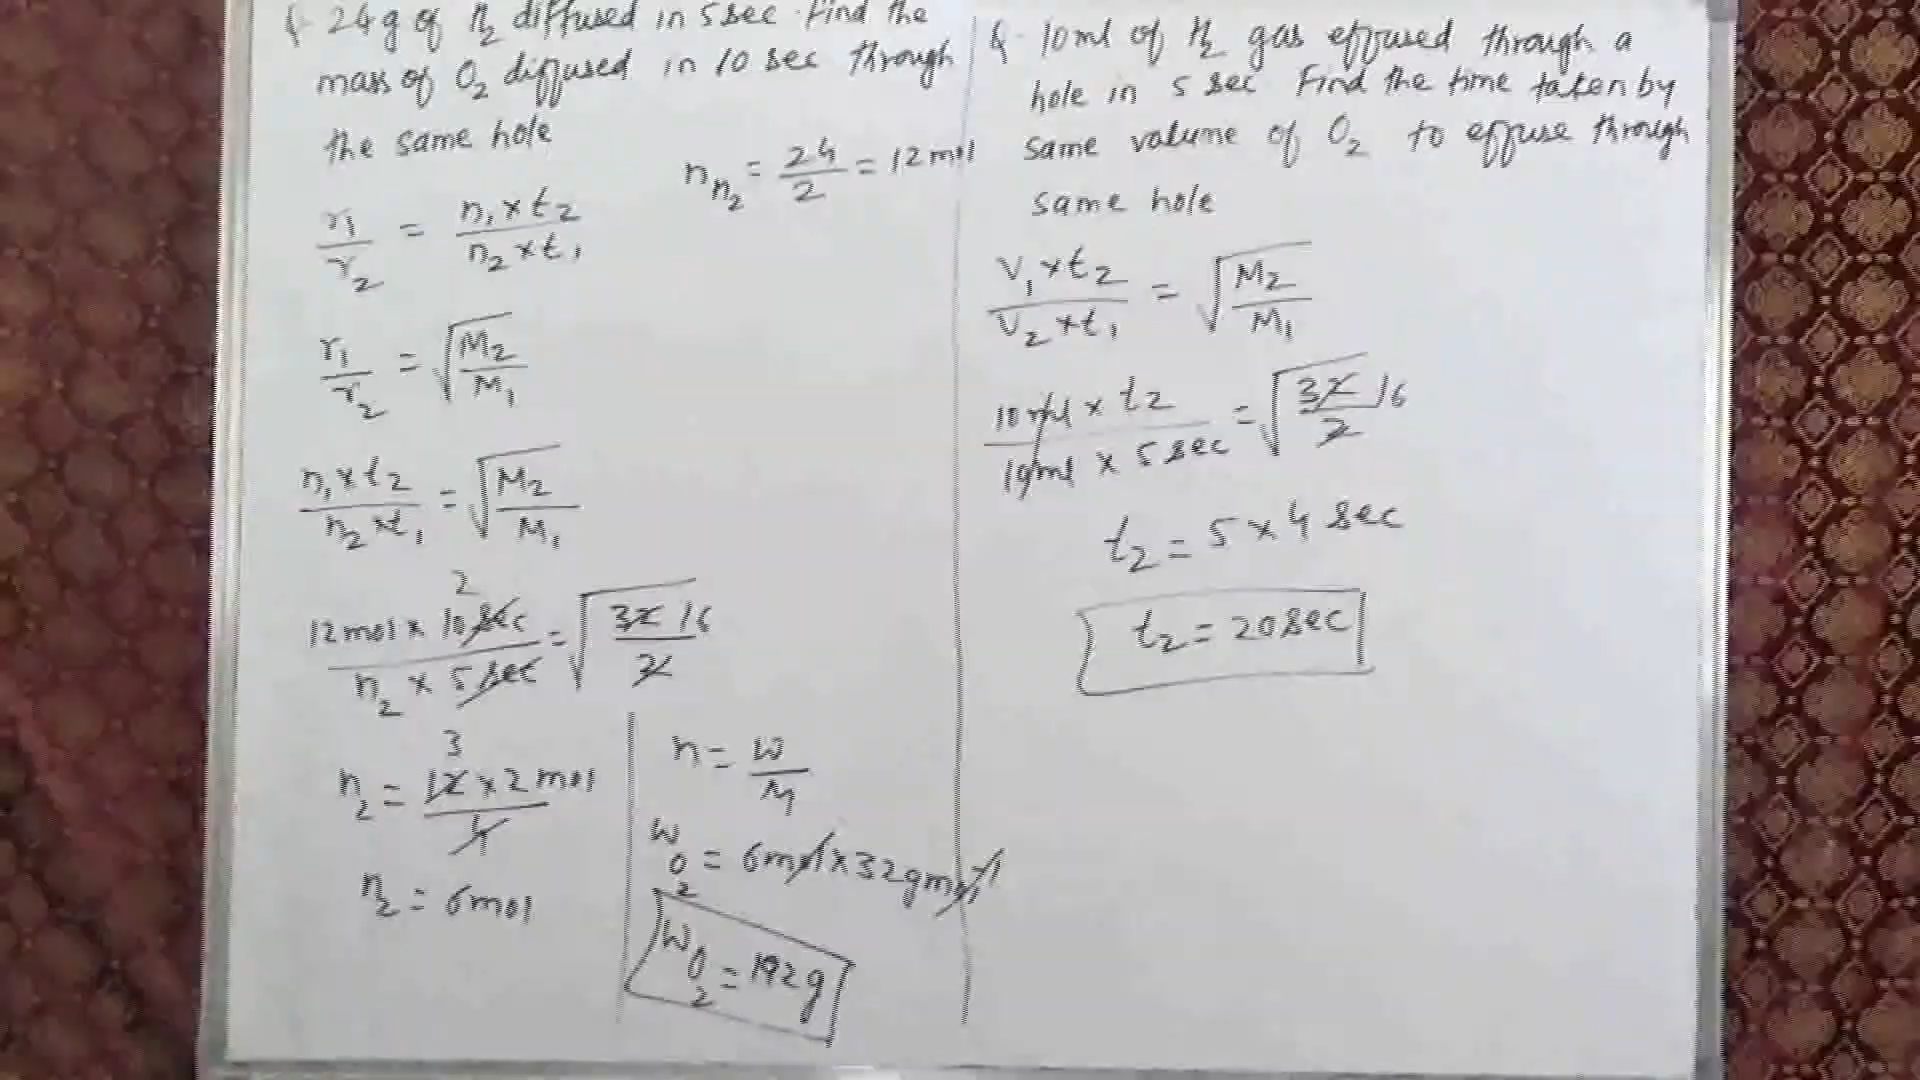 Q. 24g of H2 diffused in 5 sec. Find the
mass of O2 diffused in 10 sec through
the same hole
nH2 = 24/2 = 12 mol
r1/r2 = n1 × t2 / n2 × t1
r1/r2 = √(M2/M1)
n1 × t2 / n2 × t1 = √(M2/M1)
2
12 mol × 10 sec / n2 × 5 sec = √(32 16 / 2)
3
n2 = 12 × 2 mol / 4
n2 = 6 mol
n = W/M
WO2 = 6 mol × 32 g mol⁻¹
WO2 = 192 g
Q. 10 ml of H2 gas effused through a
hole in 5 sec Find the time taken by
same volume of O2 to effuse through
same hole
V1 × t2 / V2 × t1 = √(M2/M1)
10 ml × t2 / 10 ml × 5 sec = √(32/2) 16
t2 = 5 × 4 sec
t2 = 20 sec